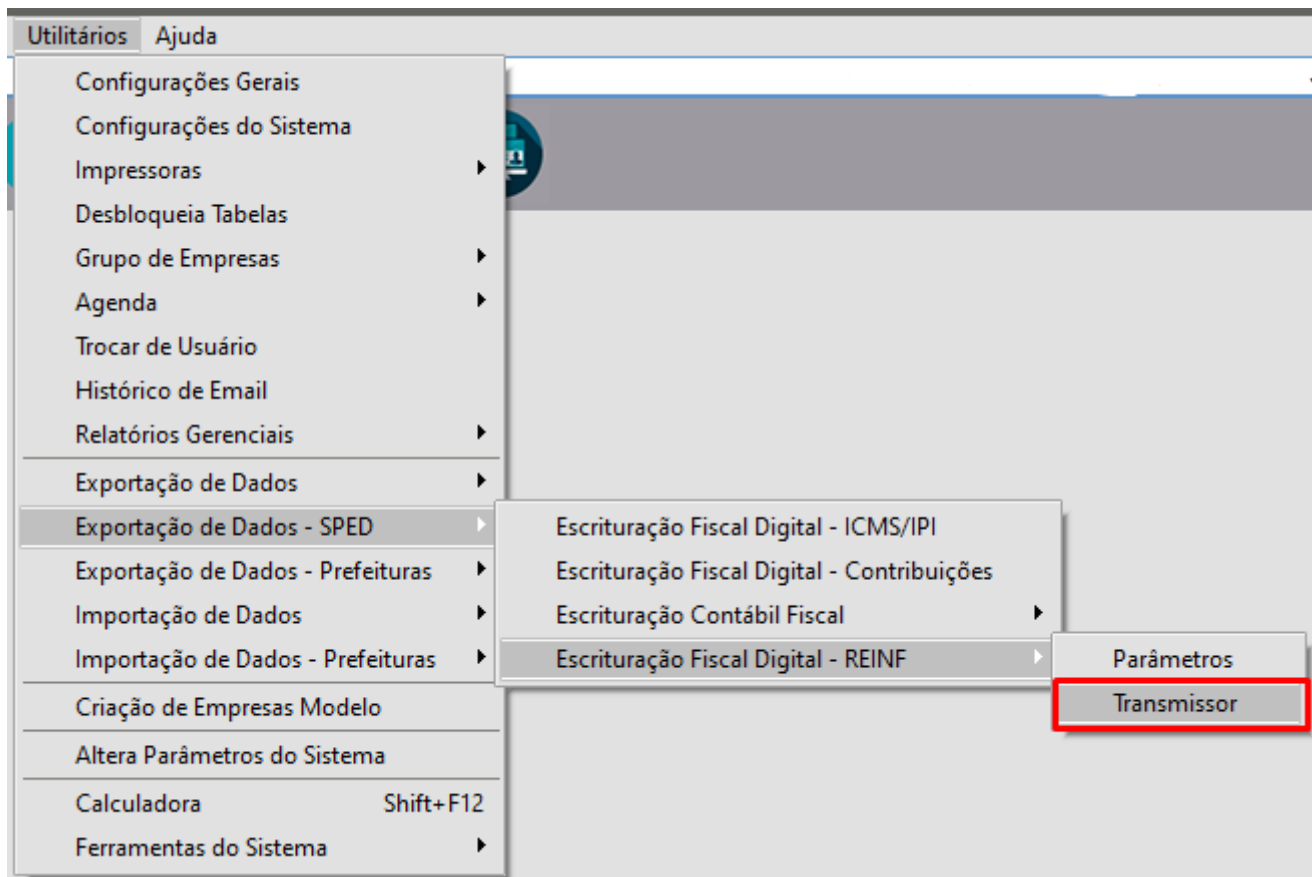 Utilitários Ajuda
Configurações Gerais
Configurações do Sistema
Impressoras
Desbloqueia Tabelas
Grupo de Empresas
Agenda
Trocar de Usuário
Histórico de Email
Relatórios Gerenciais
Exportação de Dados
Exportação de Dados - SPED
Exportação de Dados - Prefeituras
Importação de Dados
Importação de Dados - Prefeituras
Criação de Empresas Modelo
Altera Parâmetros do Sistema
Calculadora Shift+F12
Ferramentas do Sistema
Escrituração Fiscal Digital - ICMS/IPI
Escrituração Fiscal Digital - Contribuições
Escrituração Contábil Fiscal
Escrituração Fiscal Digital - REINF
Parâmetros
Transmissor